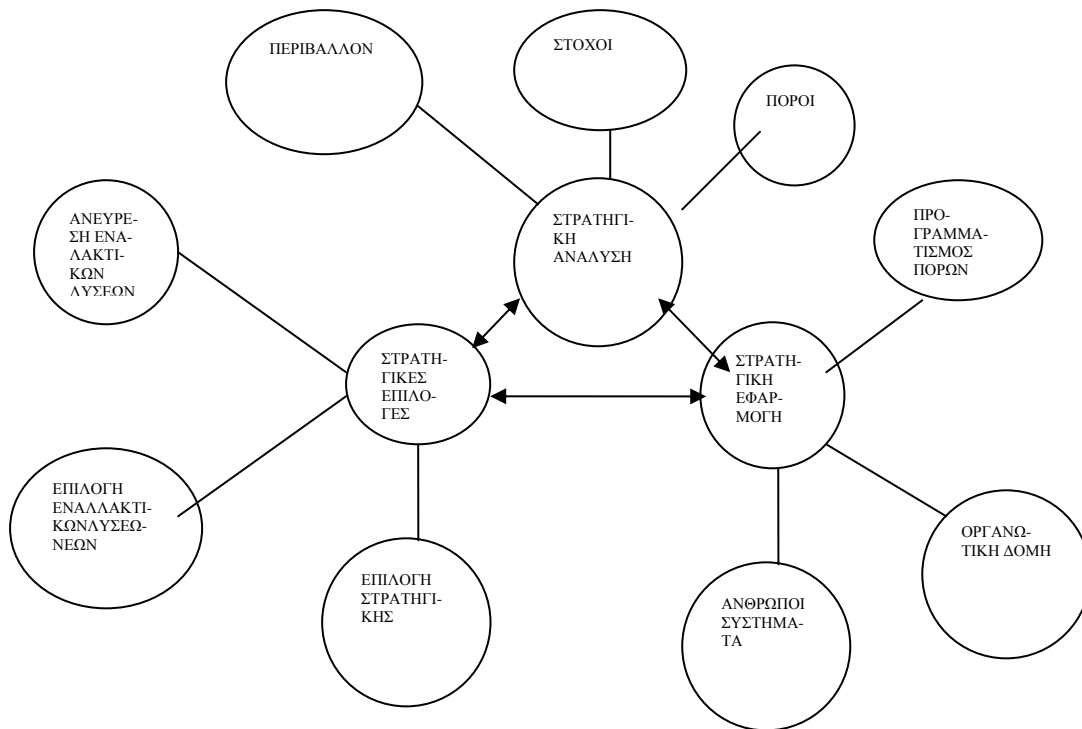 ΠΕΡΙΒΑΛΛΟΝ
ΣΤΟΧΟΙ
ΠΟΡΟΙ
ΑΝΕΥΡΕ-
ΣΗ ΕΝΑ-
ΛΑΚΤΙ-
ΚΩΝ
ΛΥΣΕΩΝ
ΣΤΡΑΤΗΓΙ-
ΚΗ
ΑΝΑΛΥΣΗ
ΠΡΟ-
ΓΡΑΜΜΑ-
ΤΙΣΜΟΣ
ΠΟΡΩΝ
ΣΤΡΑΤΗ-
ΓΙΚΕΣ
ΕΠΙΛΟ-
ΓΕΣ
ΣΤΡΑΤΗ-
ΓΙΚΗ
ΕΦΑΡ-
ΜΟΓΗ
ΕΠΙΛΟΓΗ
ΕΝΑΛΛΑΚΤΙ-
ΚΩΝΛΥΣΕΩ-
ΝΕΩΝ
ΕΠΙΛΟΓΗ
ΣΤΡΑΤΗΓΙ-
ΚΗΣ
ΑΝΘΡΩΠΟΙ
ΣΥΣΤΗΜΑ-
ΤΑ
ΟΡΓΑΝΩ-
ΤΙΚΗ ΔΟΜΗ